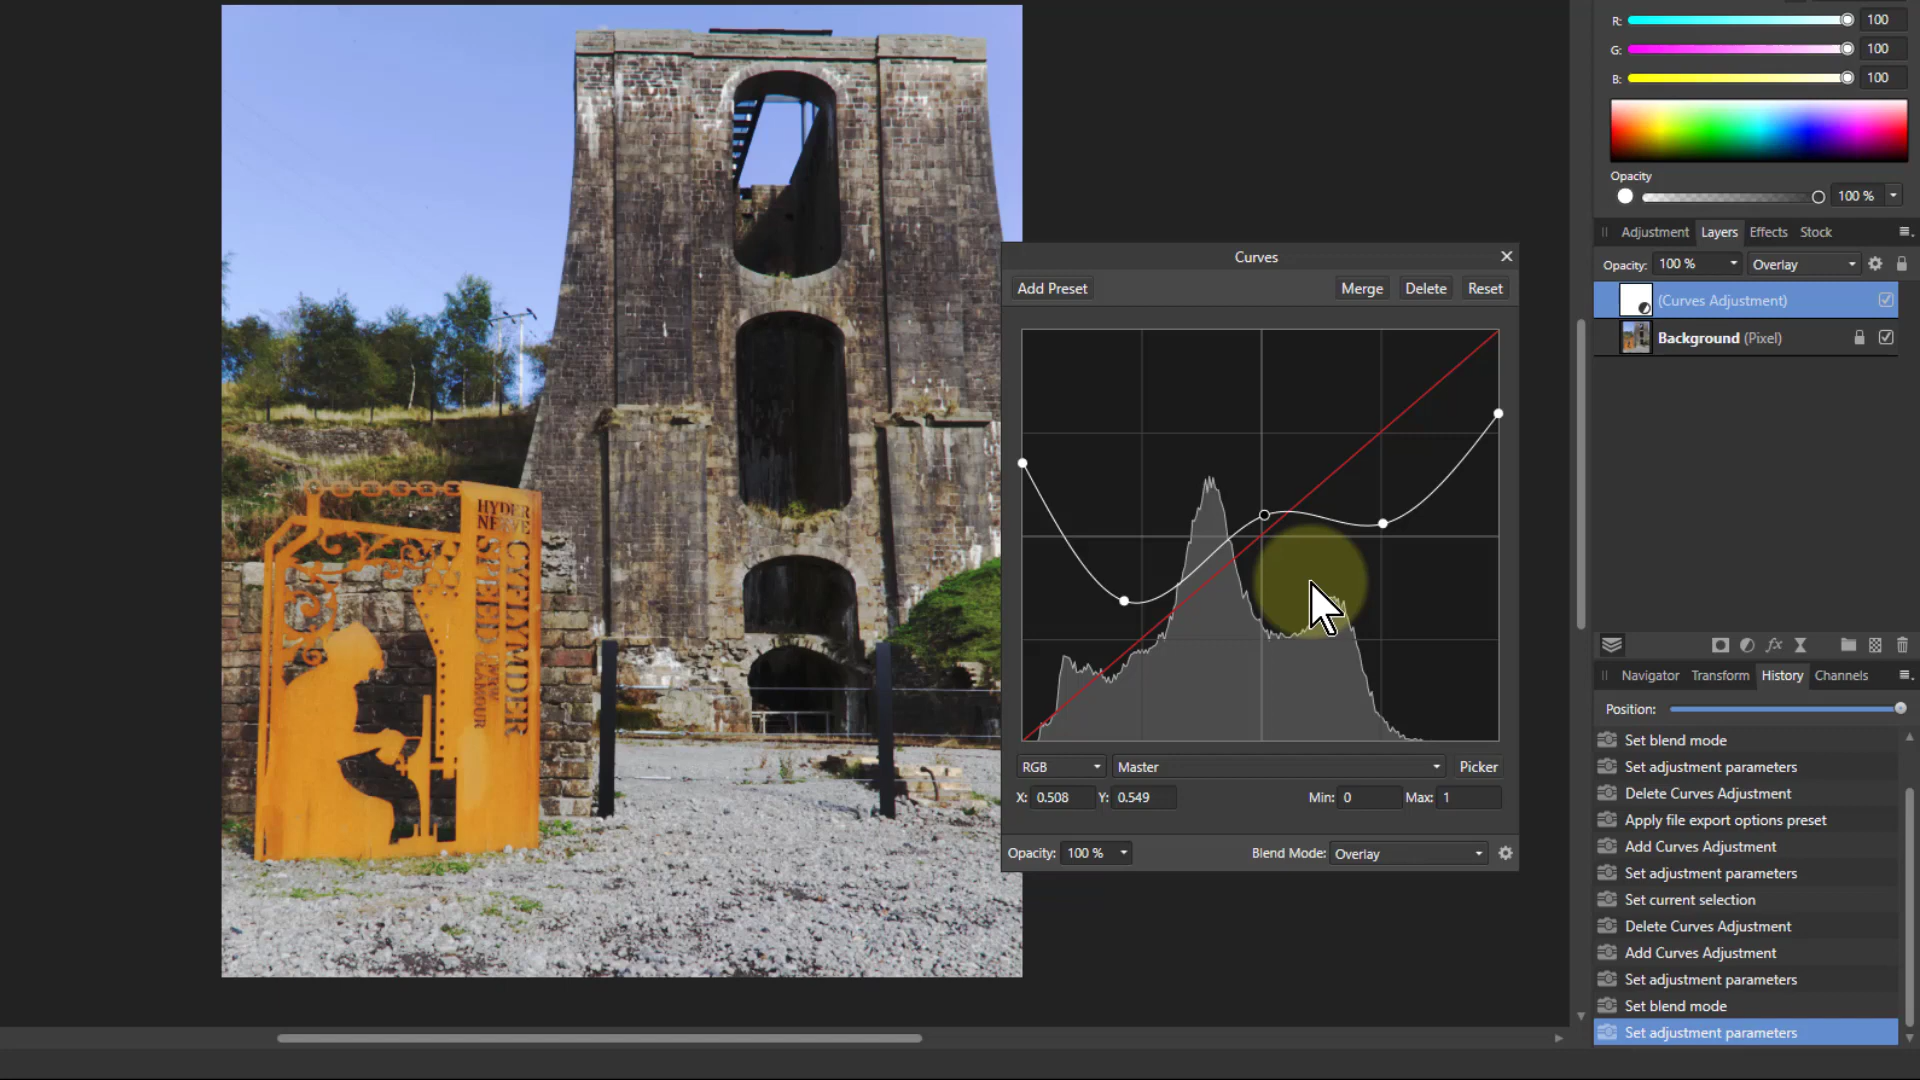 R: 100
G: 100
B: 100
Opacity
100 %
Adjustment Layers Effects Stock
Opacity: 100 % Overlay
(Curves Adjustment)
Background (Pixel)
Curves
Add Preset Merge Delete Reset
RGB Master Picker
X: 0.508 Y: 0.549 Min: 0 Max: 1
Opacity: 100 % Blend Mode: Overlay
fx
Navigator Transform History Channels
Position:
Set blend mode
Set adjustment parameters
Delete Curves Adjustment
Apply file export options preset
Add Curves Adjustment
Set adjustment parameters
Set current selection
Delete Curves Adjustment
Add Curves Adjustment
Set adjustment parameters
Set blend mode
Set adjustment parameters